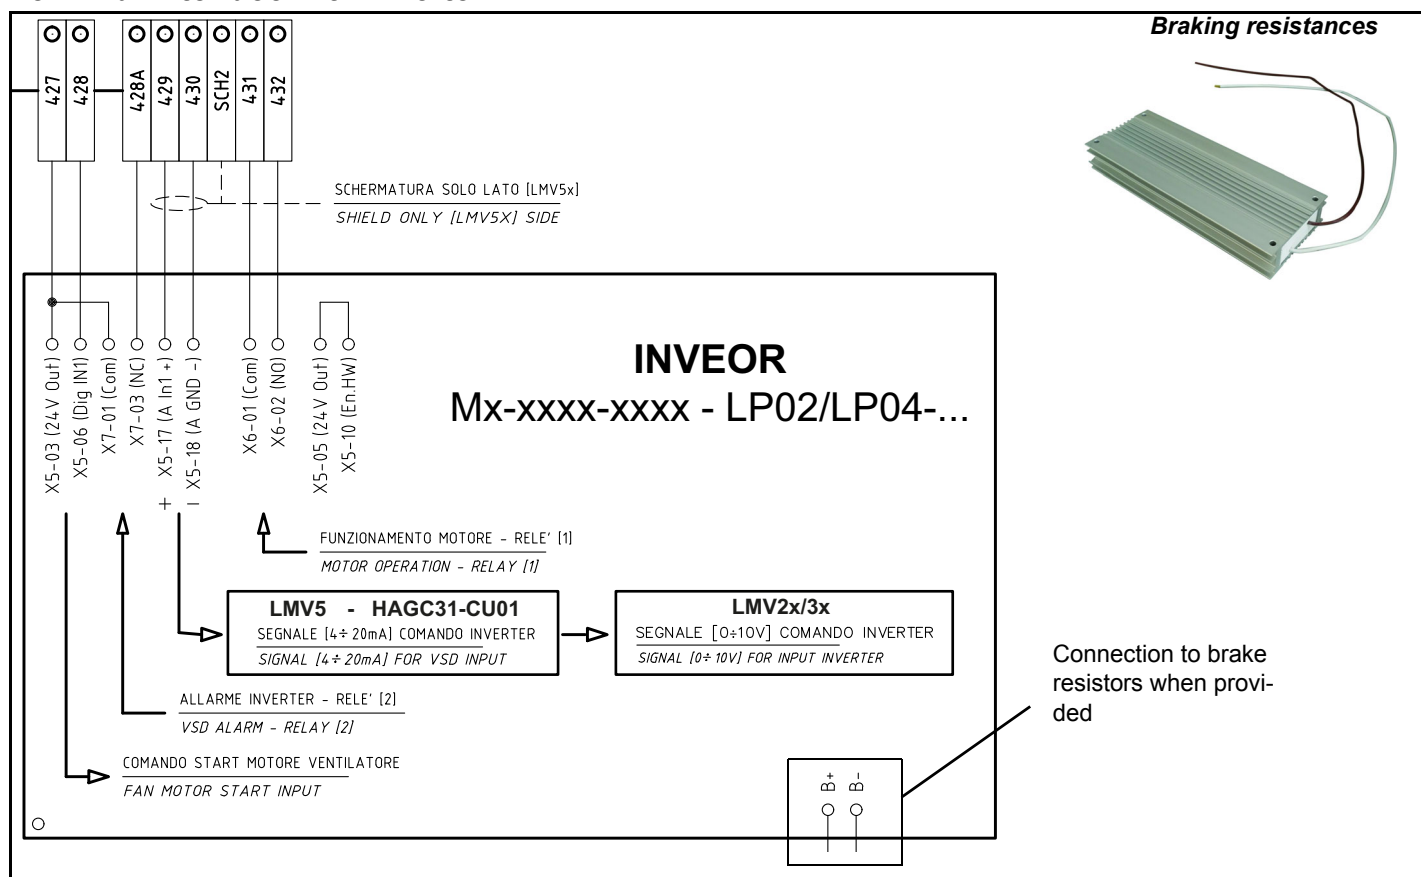 Braking resistances
427
428
428A
429
430
SCH2
431
432
SCHERMATURA SOLO LATO [LMV5x]
SHIELD ONLY [LMV5X] SIDE
X5-03 (24V Out)
X5-06 (Dig IN1)
X7-01 (Com)
X7-03 (NC)
+ X5-17 (A In1 +)
− X5-18 (A GND -)
X6-01 (Com)
X6-02 (NO)
X5-05 (24V Out)
X5-10 (En.HW)
INVEOR
Mx-xxxx-xxxx - LP02/LP04-...
FUNZIONAMENTO MOTORE - RELE' [1]
MOTOR OPERATION - RELAY [1]
LMV5 - HAGC31-CU01
SEGNALE [4÷20mA] COMANDO INVERTER
SIGNAL [4÷20mA] FOR VSD INPUT
LMV2x/3x
SEGNALE [0÷10V] COMANDO INVERTER
SIGNAL [0÷10V] FOR INPUT INVERTER
ALLARME INVERTER - RELE' [2]
VSD ALARM - RELAY [2]
COMANDO START MOTORE VENTILATORE
FAN MOTOR START INPUT
B+
B-
Connection to brake
resistors when provi-
ded